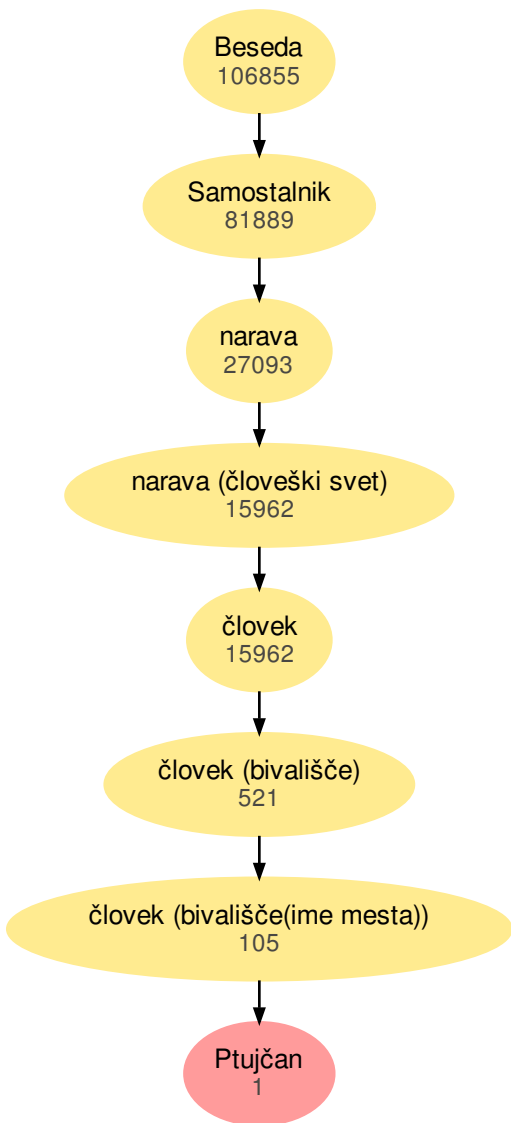 Beseda
106855
Samostalnik
81889
narava
27093
narava (človeški svet)
15962
človek
15962
človek (bivališče)
521
človek (bivališče(ime mesta))
105
Ptujčan
1